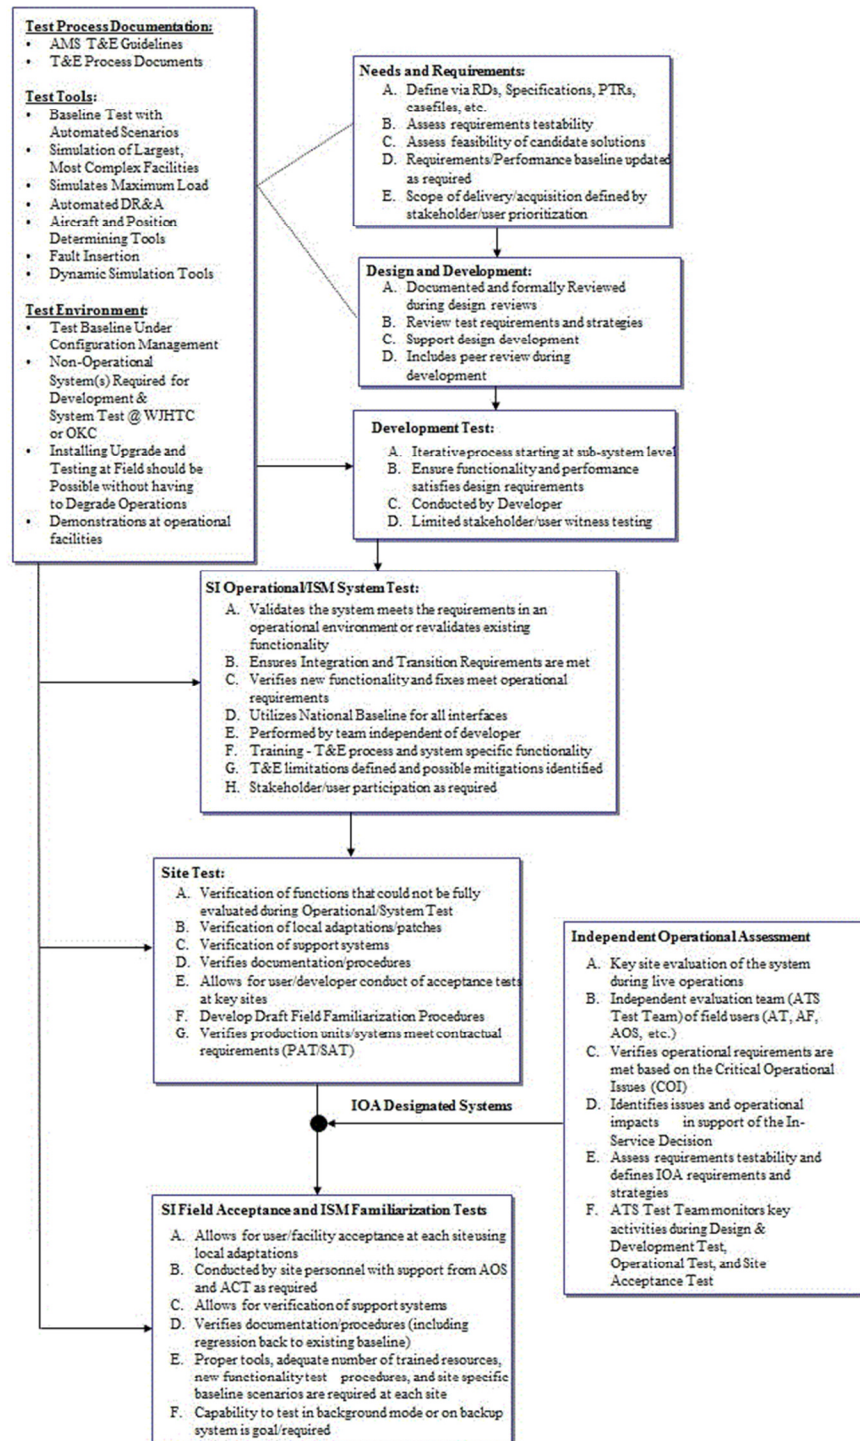 Test Process Documentation:
• AMS T&E Guidelines
• T&E Process Documents
Test Tools:
• Baseline Test with
Automated Scenarios
• Simulation of Largest,
Most Complex Facilities
• Simulates Maximum Load
• Automated DR&A
• Aircraft and Position
Determining Tools
• Fault Insertion
• Dynamic Simulation Tools
Test Environment:
• Test Baseline Under
Configuration Management
• Non-Operational
System(s) Required for
Development &
System Test @ WJHTC
or OKC
• Installing Upgrade and
Testing at Field should be
Possible without having
to Degrade Operations
• Demonstrations at operational
facilities
Needs and Requirements:
A. Define via RDs, Specifications, PTRs,
casefiles, etc.
B. Assess requirements testability
C. Assess feasibility of candidate solutions
D. Requirements/Performance baseline updated
as required
E. Scope of delivery/acquisition defined by
stakeholder/user prioritization
Design and Development:
A. Documented and formally Reviewed
during design reviews
B. Review test requirements and strategies
C. Support design development
D. Includes peer review during
development
Development Test:
A. Iterative process starting at sub-system level
B. Ensure functionality and performance
satisfies design requirements
C. Conducted by Developer
D. Limited stakeholder/user witness testing
SI Operational/ISM System Test:
A. Validates the system meets the requirements in an
operational environment or revalidates existing
functionality
B. Ensures Integration and Transition Requirements are met
C. Verifies new functionality and fixes meet operational
requirements
D. Utilizes National Baseline for all interfaces
E. Performed by team independent of developer
F. Training - T&E process and system specific functionality
G. T&E limitations defined and possible mitigations identified
H. Stakeholder/user participation as required
Site Test:
A. Verification of functions that could not be fully
evaluated during Operational/System Test
B. Verification of local adaptations/patches
C. Verification of support systems
D. Verifies documentation/procedures
E. Allows for user/developer conduct of acceptance tests
at key sites
F. Develop Draft Field Familiarization Procedures
G. Verifies production units/systems meet contractual
requirements (PAT/SAT)
IOA Designated Systems
Independent Operational Assessment
A. Key site evaluation of the system
during live operations
B. Independent evaluation team (ATS
Test Team) of field users (AT, AF,
AOS, etc.)
C. Verifies operational requirements are
met based on the Critical Operational
Issues (COI)
D. Identifies issues and operational
impacts in support of the In-
Service Decision
E. Assess requirements testability and
defines IOA requirements and
strategies
F. ATS Test Team monitors key
activities during Design &
Development Test,
Operational Test, and Site
Acceptance Test
SI Field Acceptance and ISM Familiarization Tests
A. Allows for user/facility acceptance at each site using
local adaptations
B. Conducted by site personnel with support from AOS
and ACT as required
C. Allows for verification of support systems
D. Verifies documentation/procedures (including
regression back to existing baseline)
E. Proper tools, adequate number of trained resources,
new functionality test procedures, and site specific
baseline scenarios are required at each site
F. Capability to test in background mode or on backup
system is goal/required